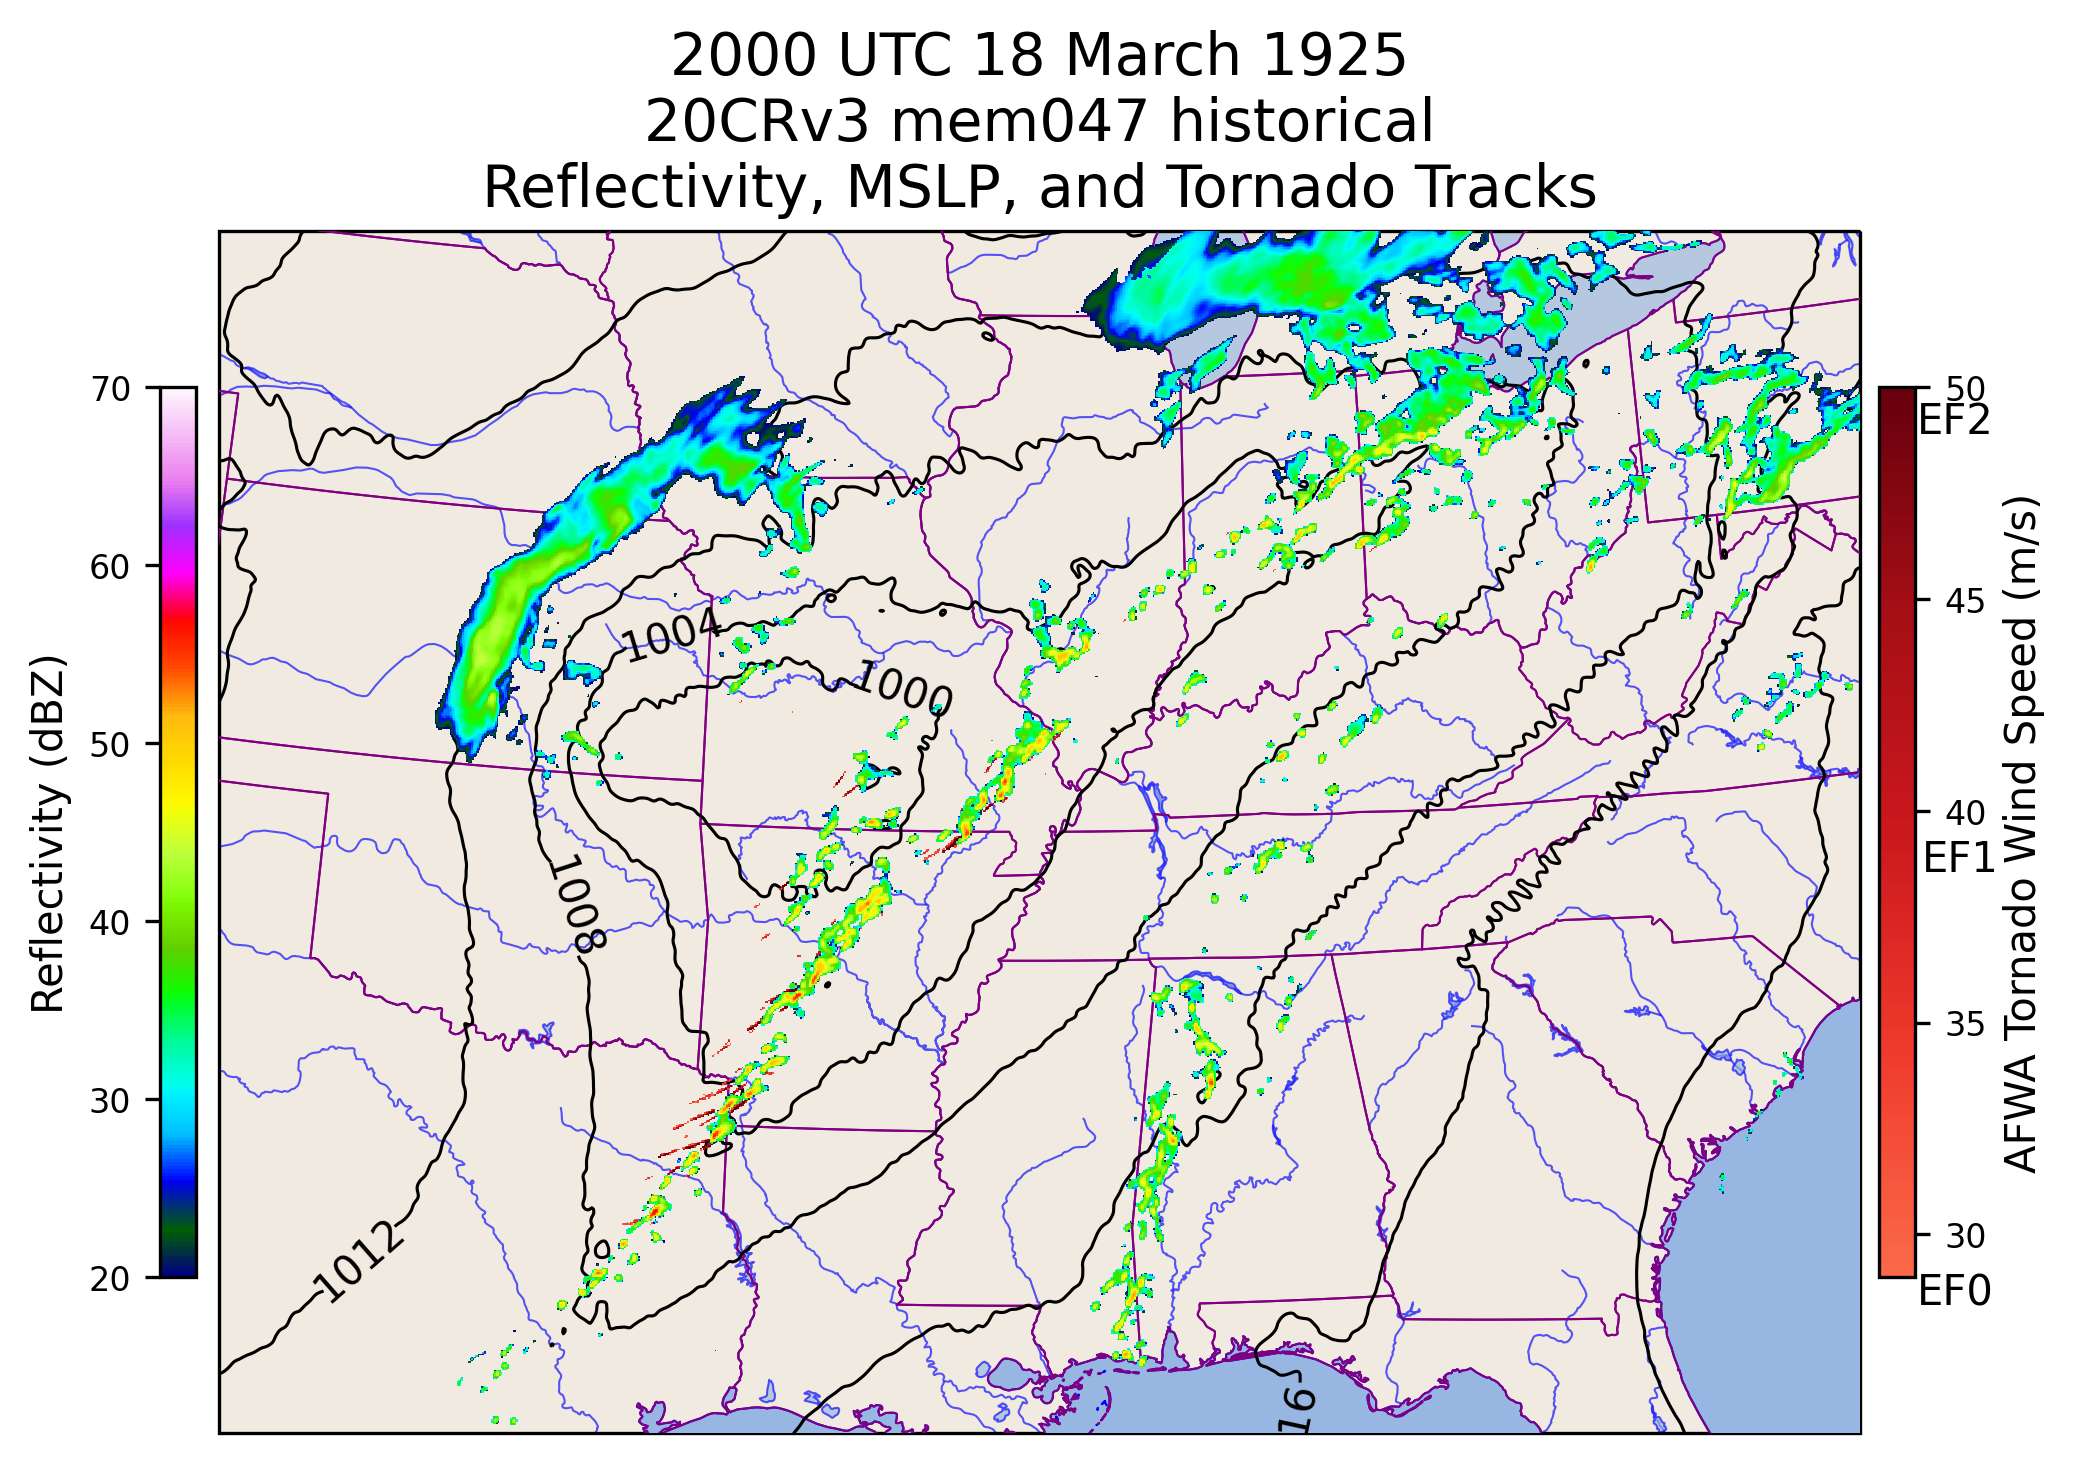 2000 UTC 18 March 1925
20CRv3 mem047 historical
Reflectivity, MSLP, and Tornado Tracks
70
60
50
40
30
20
Reflectivity (dBZ)
1004
1000
1008
1012
16
50
EF2
45
40
EF1
35
30
EF0
AFWA Tornado Wind Speed (m/s)